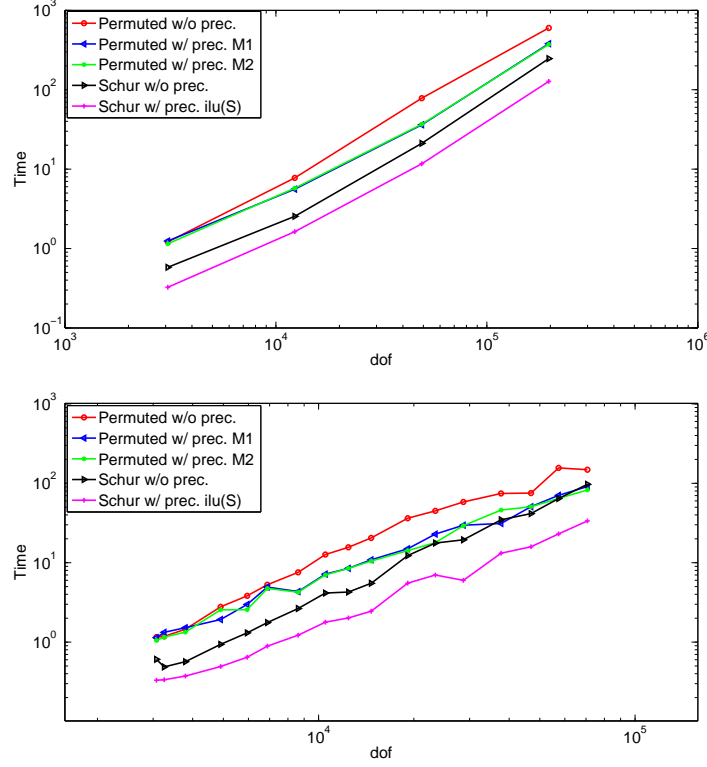 10^3
10^2
10^1
10^0
10^-1
Time
Permuted w/o prec.
Permuted w/ prec. M1
Permuted w/ prec. M2
Schur w/o prec.
Schur w/ prec. ilu(S)
10^3
10^4
10^5
10^6
dof
10^3
10^2
10^1
10^0
Time
Permuted w/o prec.
Permuted w/ prec. M1
Permuted w/ prec. M2
Schur w/o prec.
Schur w/ prec. ilu(S)
10^4
10^5
dof